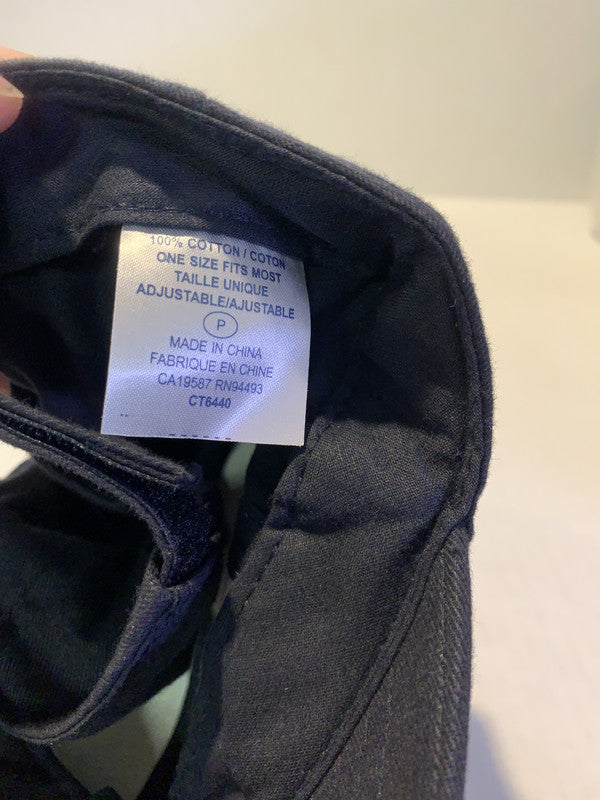 100% COTTON / COTON
ONE SIZE FITS MOST
TAILLE UNIQUE
ADJUSTABLE/AJUSTABLE
P
MADE IN CHINA
FABRIQUE EN CHINE
CA19587 RN94493
CT6440